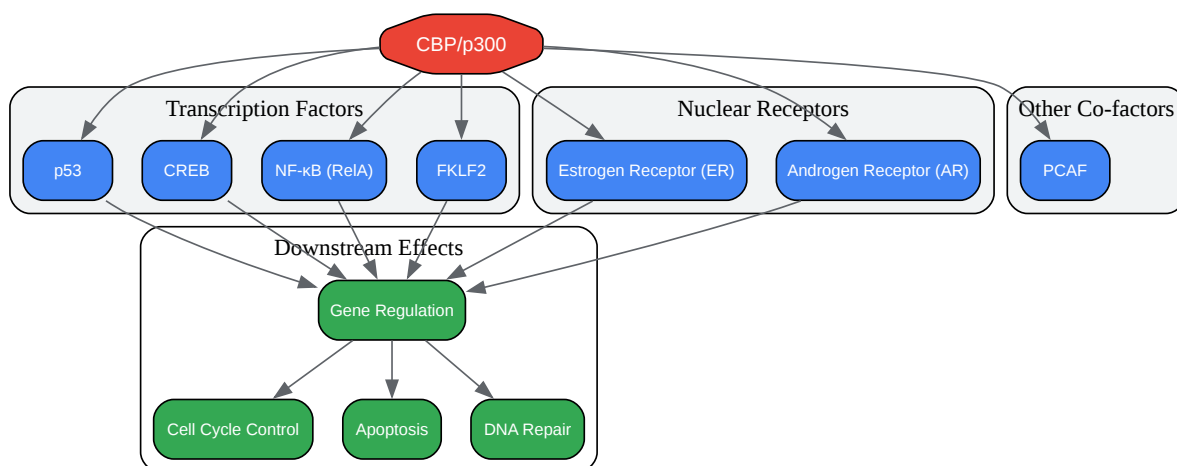 CBP/p300
Transcription Factors
Nuclear Receptors
Other Co-factors
p53
CREB
NF-κB (RelA)
FKLF2
Estrogen Receptor (ER)
Androgen Receptor (AR)
PCAF
Downstream Effects
Gene Regulation
Cell Cycle Control
Apoptosis
DNA Repair